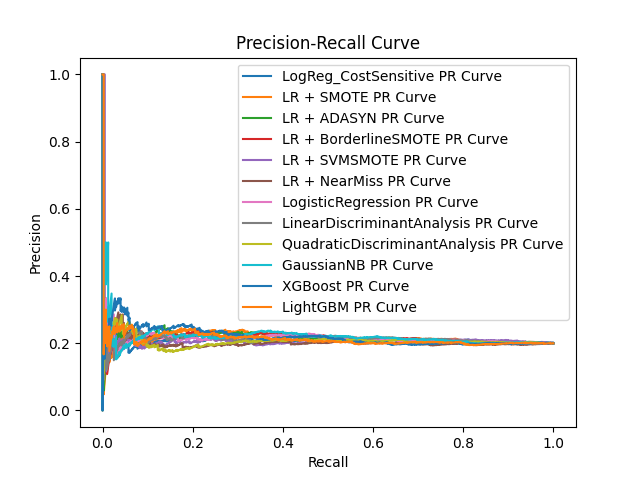 Precision-Recall Curve
LogReg_CostSensitive PR Curve
LR + SMOTE PR Curve
LR + ADASYN PR Curve
LR + BorderlineSMOTE PR Curve
LR + SVMSMOTE PR Curve
LR + NearMiss PR Curve
LogisticRegression PR Curve
LinearDiscriminantAnalysis PR Curve
QuadraticDiscriminantAnalysis PR Curve
GaussianNB PR Curve
XGBoost PR Curve
LightGBM PR Curve
Precision
1.0
0.8
0.6
0.4
0.2
0.0
0.0 0.2 0.4 0.6 0.8 1.0
Recall